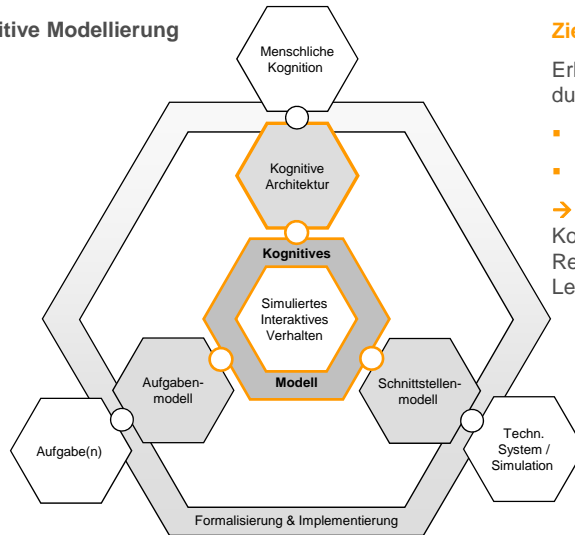 itive Modellierung
Zie
Erl
du
→
Ko
Re
Le
Menschliche
Kognition
Kognitive
Architektur
Kognitives
Simuliertes
Interaktives
Verhalten
Modell
Aufgaben-
modell
Schnittstellen-
modell
Aufgabe(n)
Techn.
System /
Simulation
Formalisierung & Implementierung